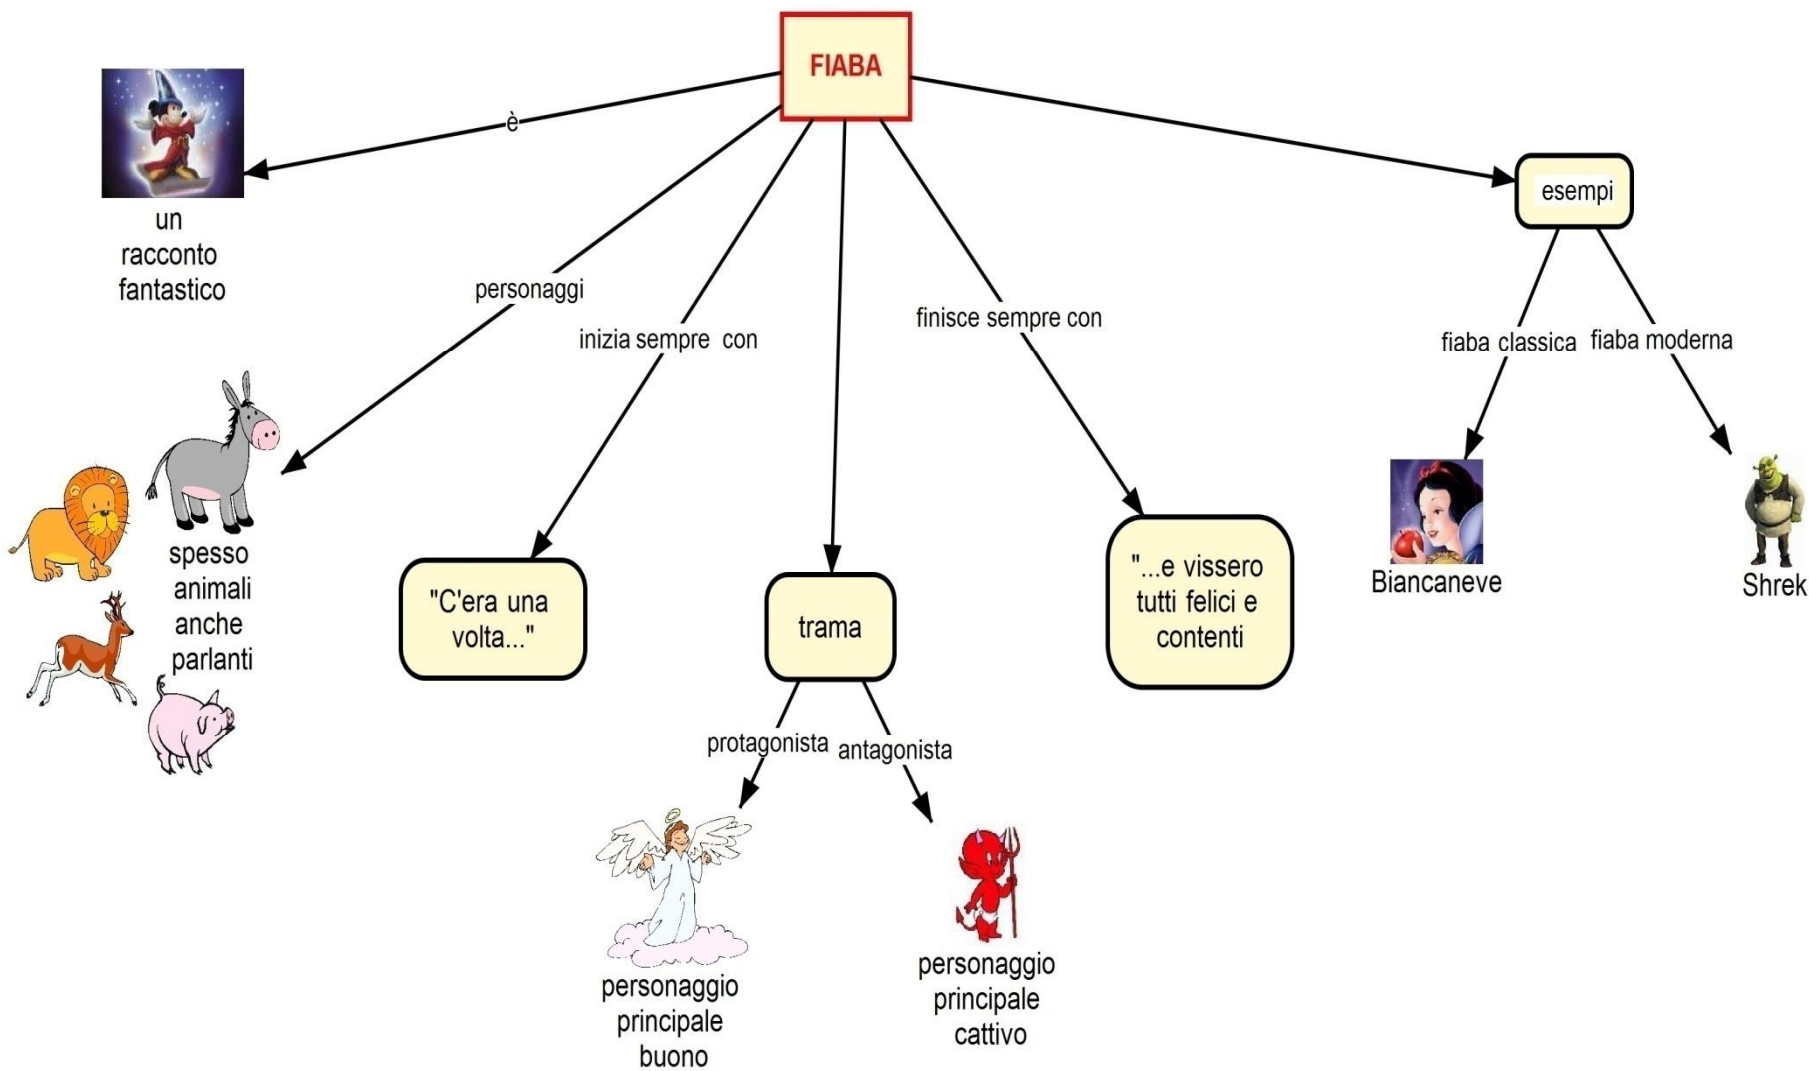 FIABA
è
un
racconto
fantastico
personaggi
spesso
animali
anche
parlanti
inizia sempre con
"C'era una
volta..."
trama
protagonista
personaggio
principale
buono
antagonista
personaggio
principale
cattivo
finisce sempre con
"...e vissero
tutti felici e
contenti
esempi
fiaba classica
Biancaneve
fiaba moderna
Shrek